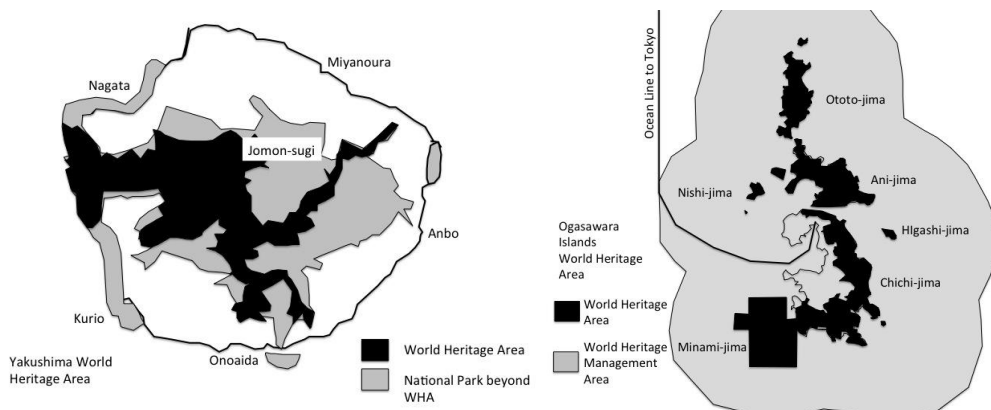 Miyanoura
Nagata
Jomon-sugi
Anbo
Kurio
Onoaida
Yakushima World
Heritage Area
World Heritage Area
National Park beyond
WHA
Ocean Line to Tokyo
Ototo-jima
Nishi-jima
Ani-jima
HIgashi-jima
Ogasawara
Islands
World Heritage
Area
Chichi-jima
World Heritage
Area
Minami-jima
World Heritage
Management
Area